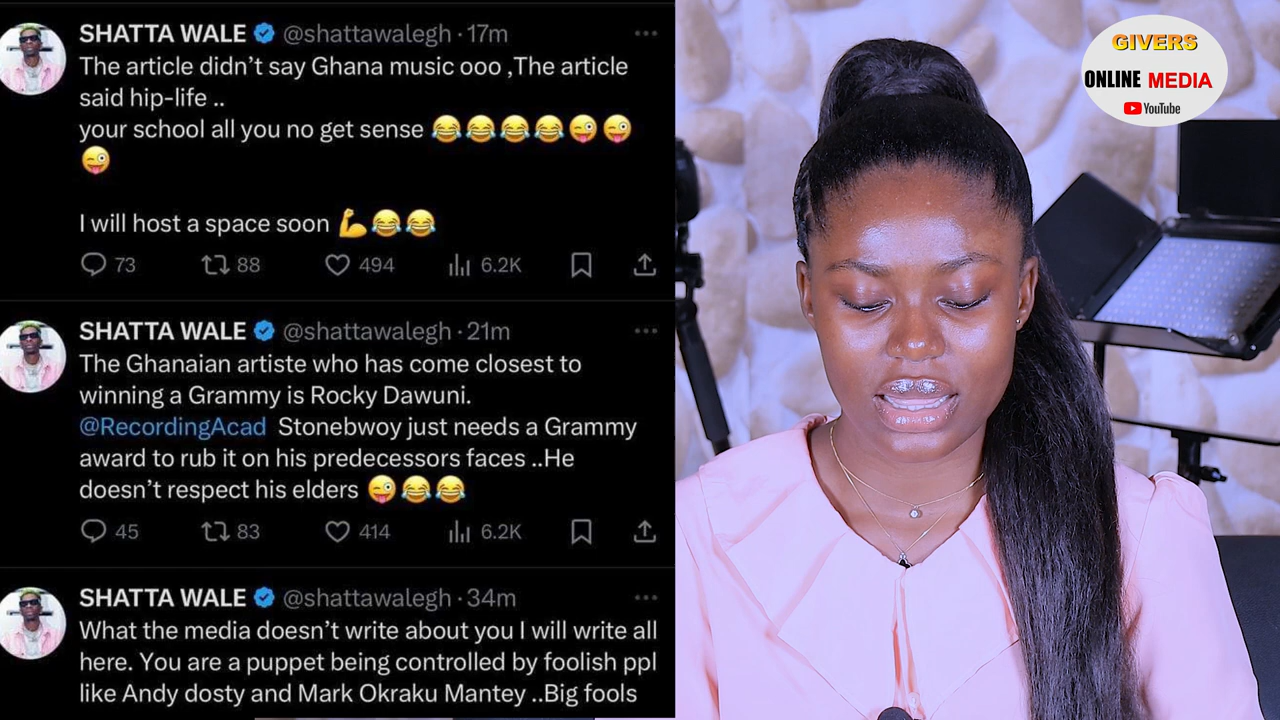 SHATTA WALE @shattawalegh · 17m
The article didn't say Ghana music ooo ,The article
said hip-life ..
your school all you no get sense 😂😂😂😂😜😜
😜
I will host a space soon 💪😂😂
73 88 494 6.2K
SHATTA WALE @shattawalegh · 21m
The Ghanaian artiste who has come closest to
winning a Grammy is Rocky Dawuni.
@RecordingAcad Stonebwoy just needs a Grammy
award to rub it on his predecessors faces ..He
doesn't respect his elders 😜😂😂
45 83 414 6.2K
SHATTA WALE @shattawalegh · 34m
What the media doesn't write about you I will write all
here. You are a puppet being controlled by foolish ppl
like Andy dosty and Mark Okraku Mantey ..Big fools
GIVERS
ONLINE MEDIA
YouTube